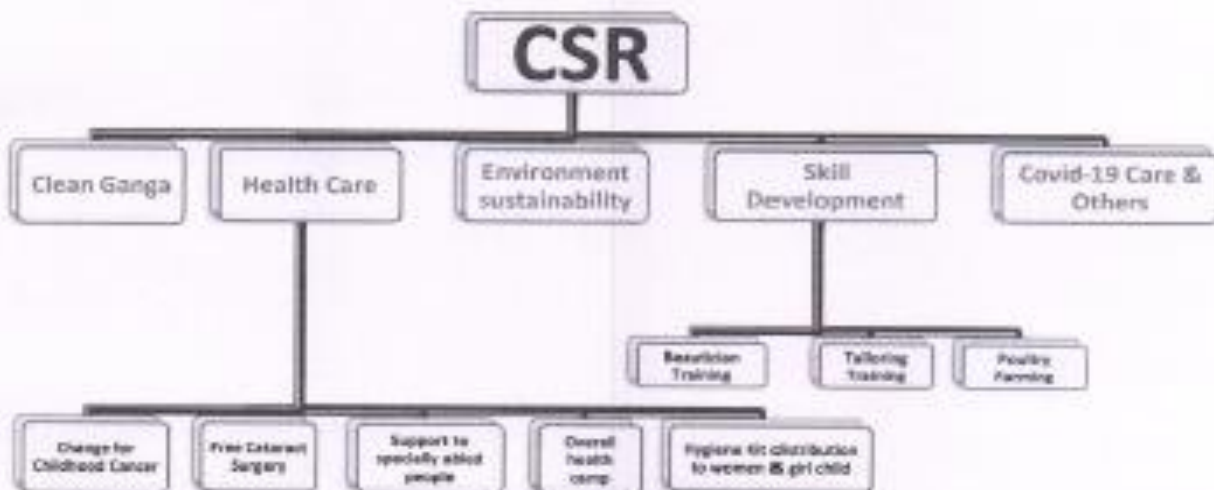 CSR
Clean Ganga
Health Care
Environment
sustainability
Skill
Development
Covid-19 Care &
Others
Beautician
Training
Tailoring
Training
Poultry
Farming
Change for
Childhood Cancer
Free Cataract
Surgery
Support to
specially abled
people
Overall
health
camp
Hygiene Kit distribution
to women & girl child